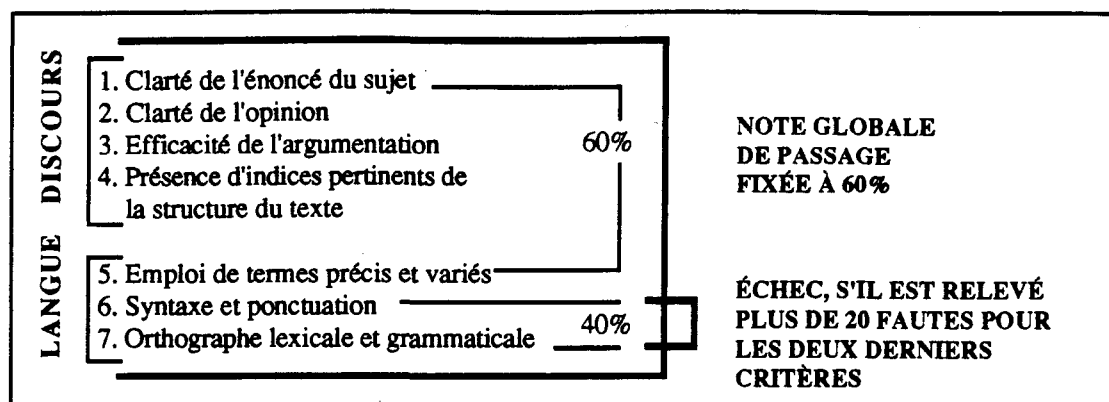 DISCOURS
1. Clarté de l'énoncé du sujet
2. Clarté de l'opinion
3. Efficacité de l'argumentation
4. Présence d'indices pertinents de
la structure du texte
60%
NOTE GLOBALE
DE PASSAGE
FIXÉE À 60%
LANGUE
5. Emploi de termes précis et variés
6. Syntaxe et ponctuation
7. Orthographe lexicale et grammaticale
40%
ÉCHEC, S'IL EST RELEVÉ
PLUS DE 20 FAUTES POUR
LES DEUX DERNIERS
CRITÈRES